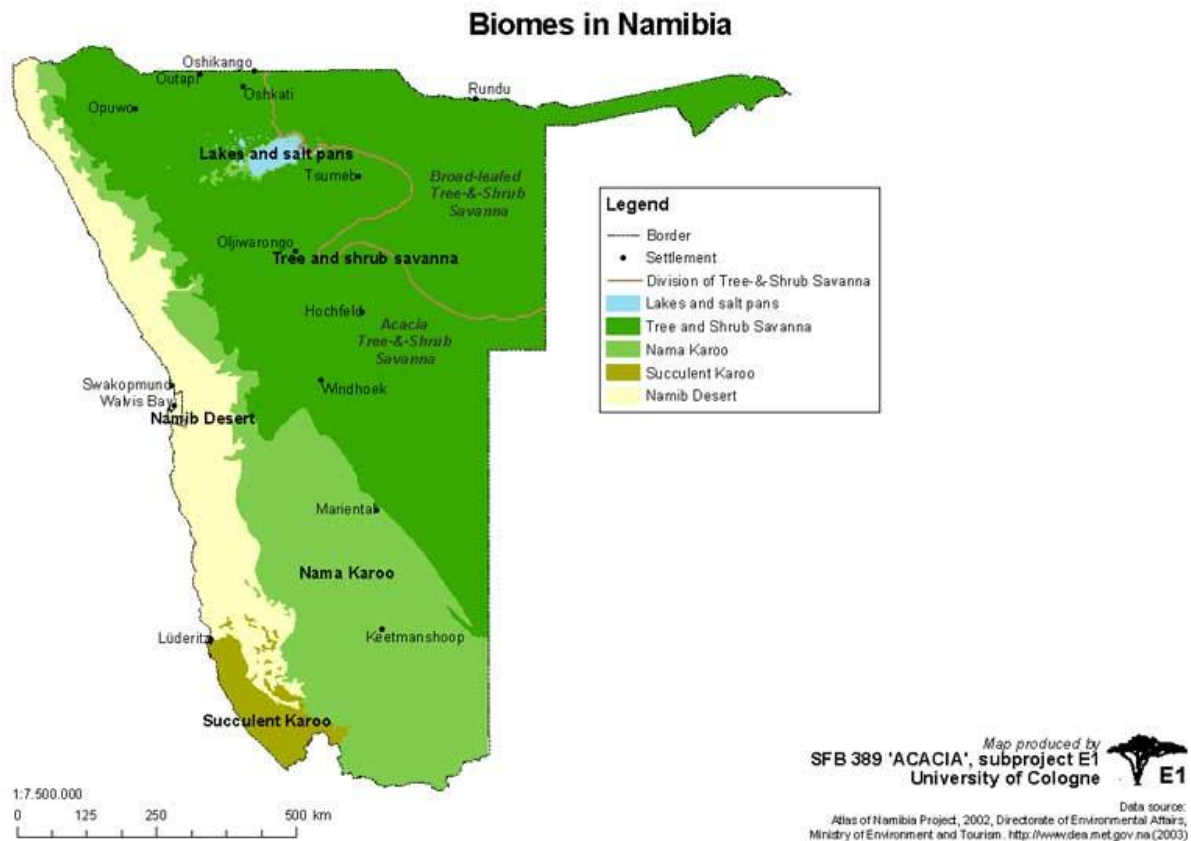 Biomes in Namibia
Oshikango
Outapi
Oshkati
Rundu
Opuwo
Lakes and salt pans
Tsumeb
Broad-leafed
Tree-&-Shrub
Savanna
Otjiwarongo
Tree and shrub savanna
Hochfeld
Acacia
Tree-&-Shrub
Savanna
Swakopmund
Windhoek
Walvis Bay
Namib Desert
Mariental
Nama Karoo
Lüderitz
Keetmanshoop
Succulent Karoo
Legend
Border
Settlement
Division of Tree-&-Shrub Savanna
Lakes and salt pans
Tree and Shrub Savanna
Nama Karoo
Succulent Karoo
Namib Desert
1:7.500.000
0 125 250 500 km
Map produced by
SFB 389 'ACACIA', subproject E1
University of Cologne
E1
Data source:
Atlas of Namibia Project, 2002, Directorate of Environmental Affairs,
Ministry of Environment and Tourism. http://www.dea.met.gov.na (2003)